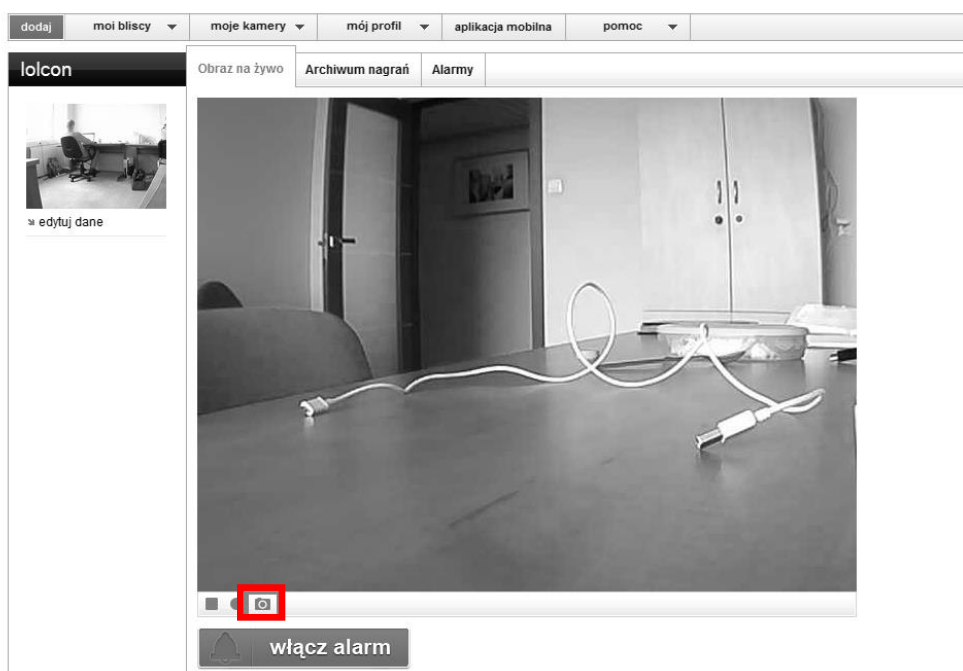 dodaj moi bliscy moje kamery mój profil aplikacja mobilna pomoc
lolcon Obraz na żywo Archiwum nagrań Alarmy
edytuj dane
włącz alarm